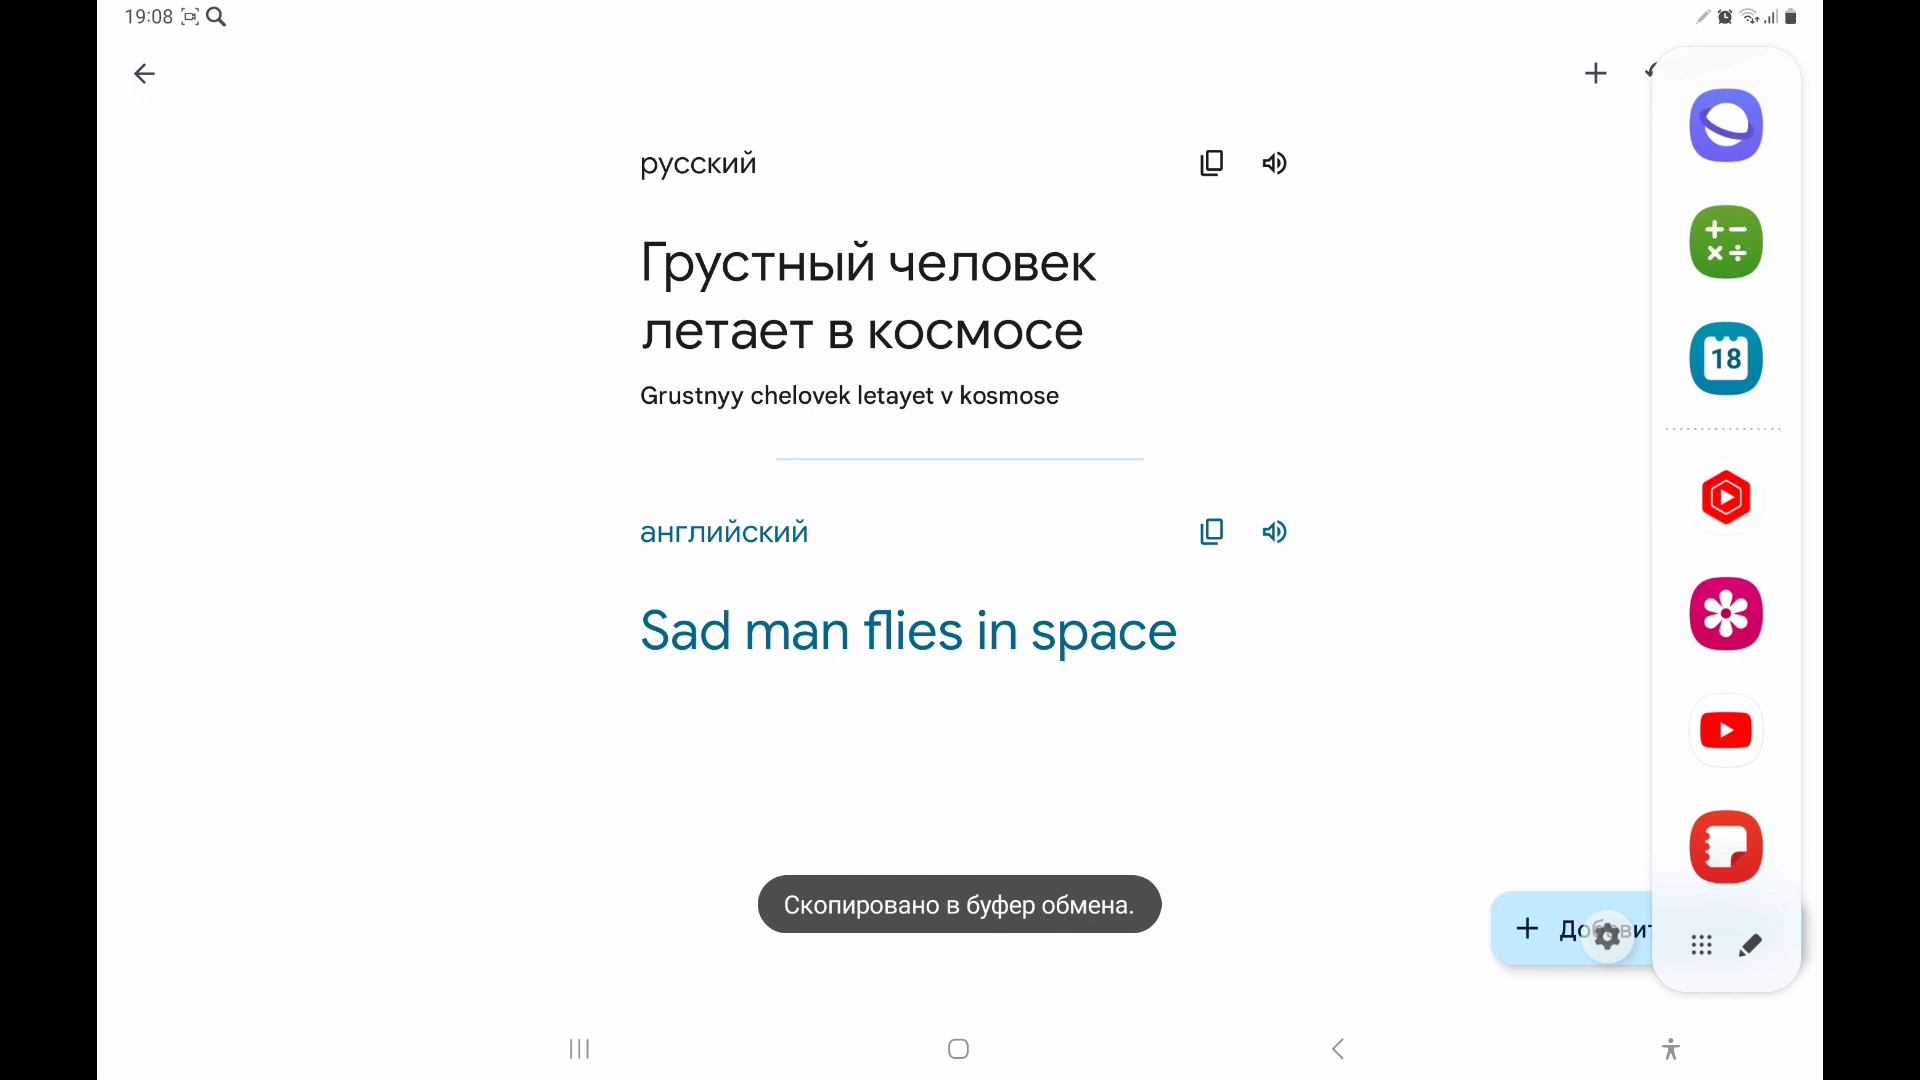 19:08
русский
Грустный человек
летает в космосе
Grustnyy chelovek letayet v kosmose
английский
Sad man flies in space
18
Скопировано в буфер обмена.